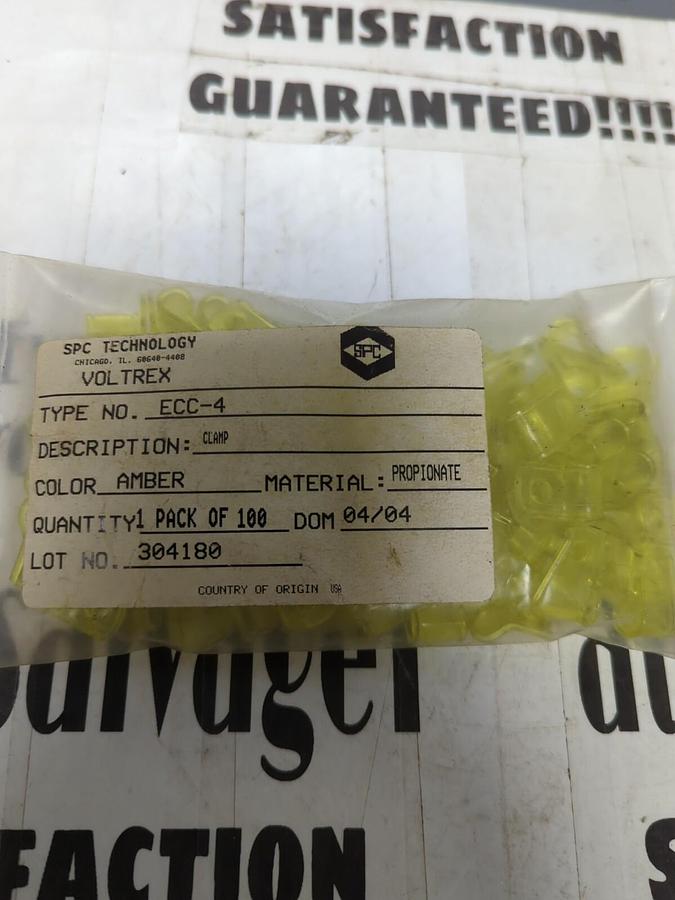 SATISFACTION
GUARANTEED!!!!
SPC TECHNOLOGY
CHICAGO, IL. 60640-4408
SPC
VOLTREX
TYPE NO. ECC-4
DESCRIPTION: CLAMP
COLOR AMBER MATERIAL: PROPIONATE
QUANTITY 1 PACK OF 100 DOM 04/04
LOT NO. 304180
COUNTRY OF ORIGIN USA